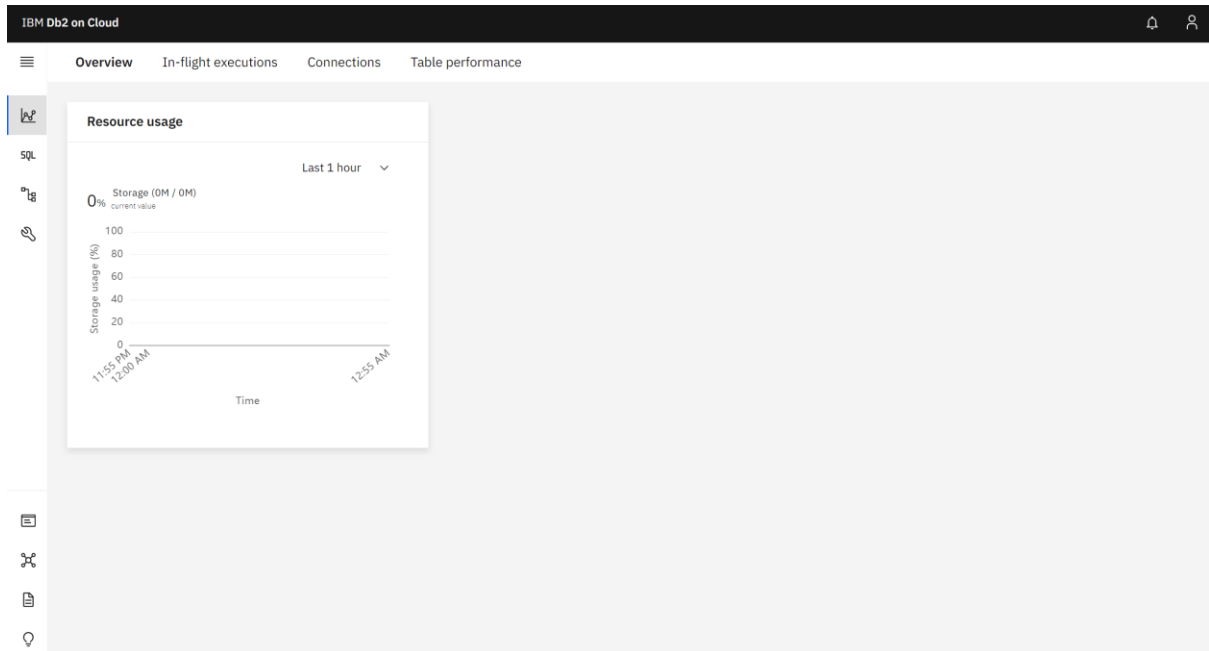 IBM Db2 on Cloud
Overview In-flight executions Connections Table performance
Resource usage
SQL
Last 1 hour
0% Storage (0M / 0M)
current value
100
80
60
40
20
0
Storage usage (%)
11:55 PM
12:00 AM
12:55 AM
Time